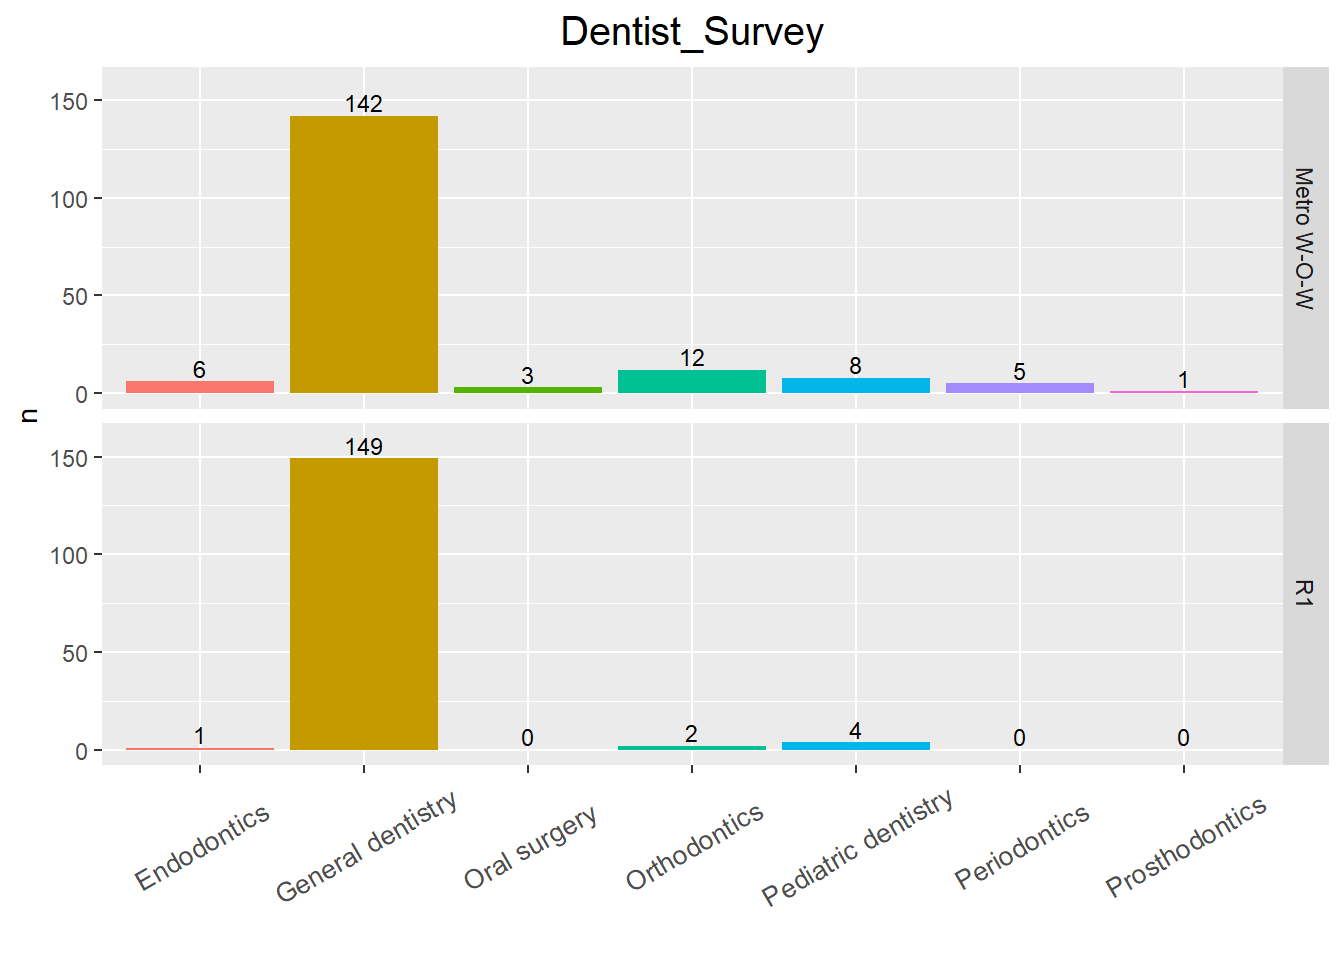 Dentist_Survey
150
142
100
50
0
6
3
12
8
5
1
Metro W-O-W
n
150
149
100
50
0
1
0
2
4
0
0
R1
Endodontics
General dentistry
Oral surgery
Orthodontics
Pediatric dentistry
Periodontics
Prosthodontics